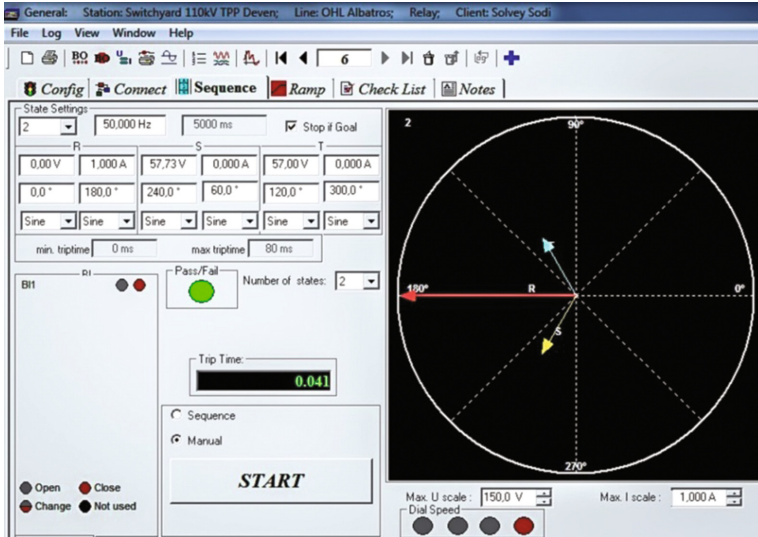 General: Station: Switchyard 110kV TPP Deven; Line: OHL Albatros; Relay; Client: Solvey Sodi
File Log View Window Help
6
Config Connect Sequence Ramp Check List Notes
State Settings
2 50,000 Hz 5000 ms Stop if Goal
R S T
0,00 V 1,000 A 57,73 V 0,000 A 57,00 V 0,000 A
0,0 ° 180,0 ° 240,0 ° 60,0 ° 120,0 ° 300,0 °
Sine Sine Sine Sine Sine Sine
min. triptime 0 ms max triptime 80 ms
BI
BI1
Pass/Fail
Number of states: 2
Trip Time:
0.041
Sequence
Manual
START
Open Close
Change Not used
2
90°
180° R 0°
S
270°
Max. U scale : 150,0 V Max. I scale : 1,000 A
Dial Speed